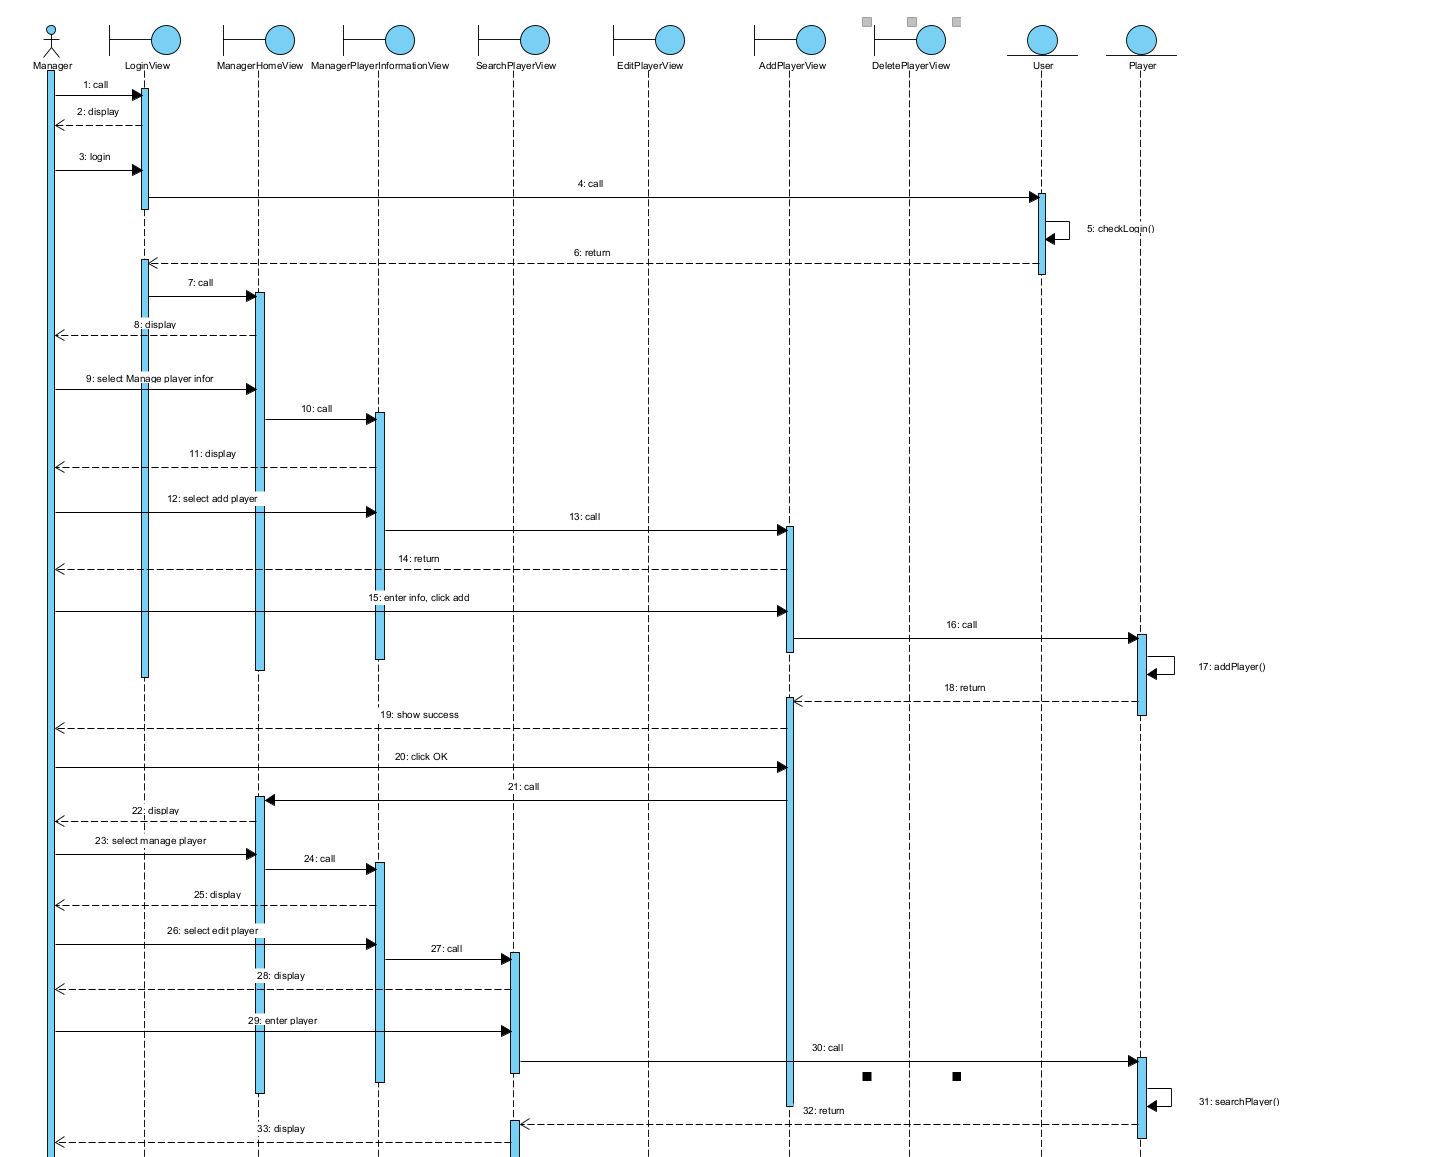 Manager
LoginView
ManagerHomeView
ManagerPlayerInformationView
SearchPlayerView
EditPlayerView
AddPlayerView
DeletePlayerView
User
Player
1: call
2: display
3: login
4: call
5: checkLogin()
6: return
7: call
8: display
9: select Manage player infor
10: call
11: display
12: select add player
13: call
14: return
15: enter info, click add
16: call
17: addPlayer()
18: return
19: show success
20: click OK
21: call
22: display
23: select manage player
24: call
25: display
26: select edit player
27: call
28: display
29: enter player
30: call
31: searchPlayer()
32: return
33: display